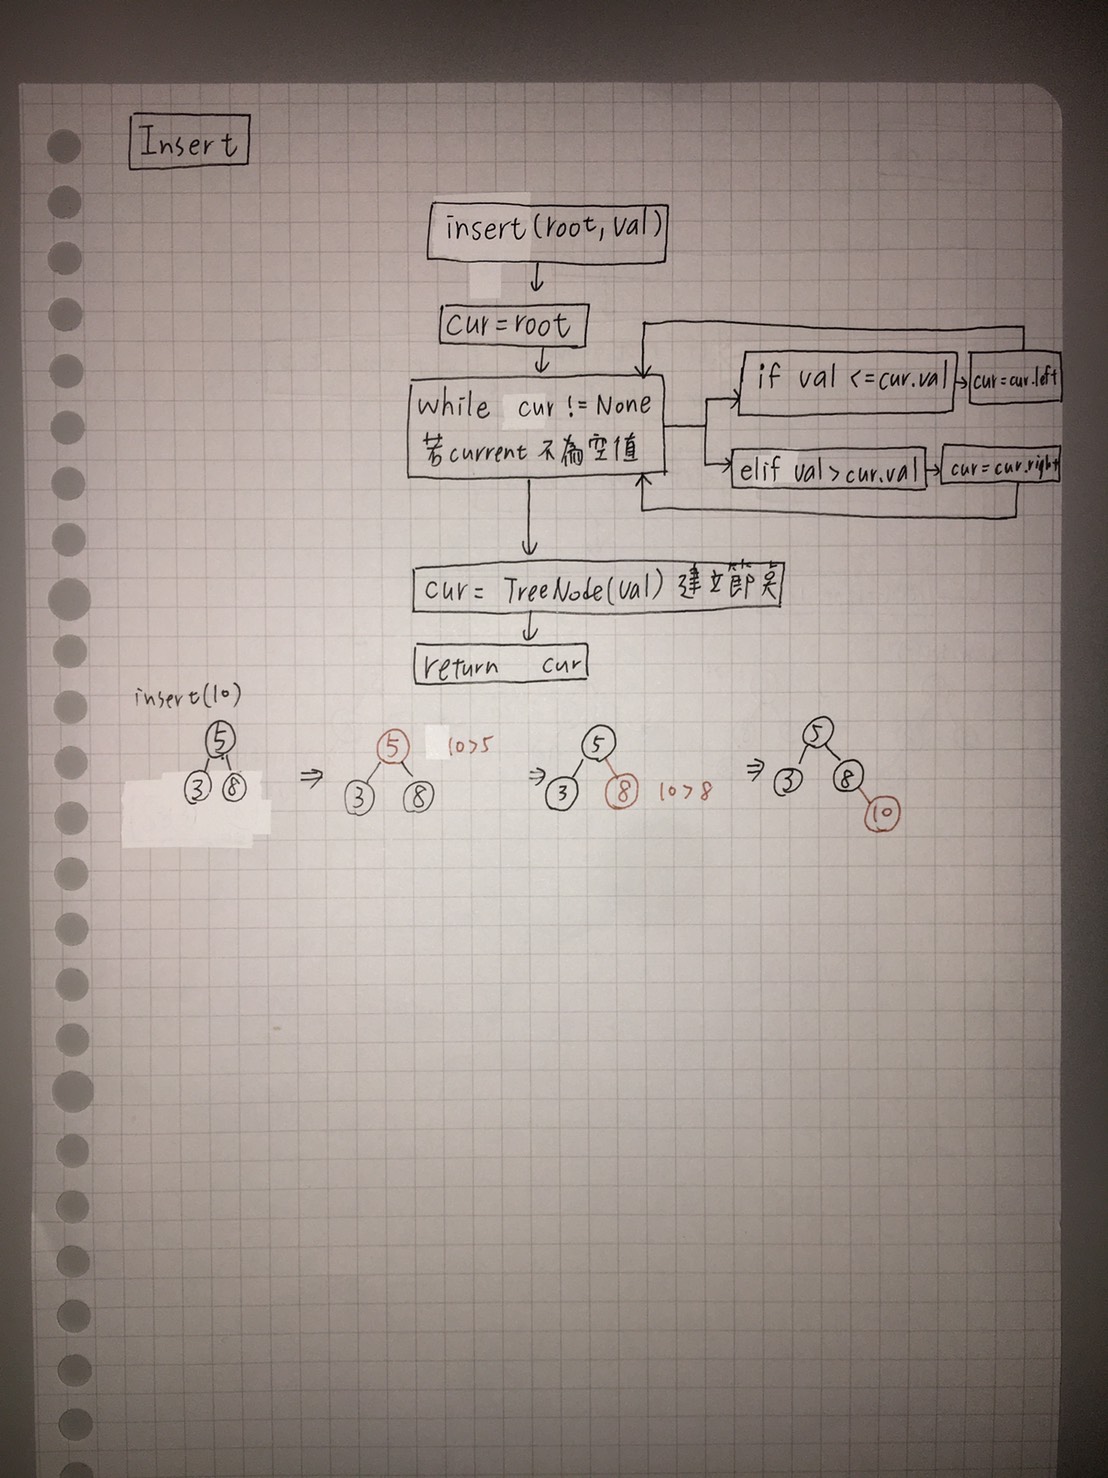 Insert
insert(root, val)
cur = root
while cur != None
若current 不為空值
if val <= cur.val
cur = cur.left
elif val > cur.val
cur = cur.right
cur = TreeNode(val) 建立節点
return cur
insert(10)
5
3 8
⇒
5 10>5
3 8
⇒
5
3 8 10>8
⇒
5
3 8
10